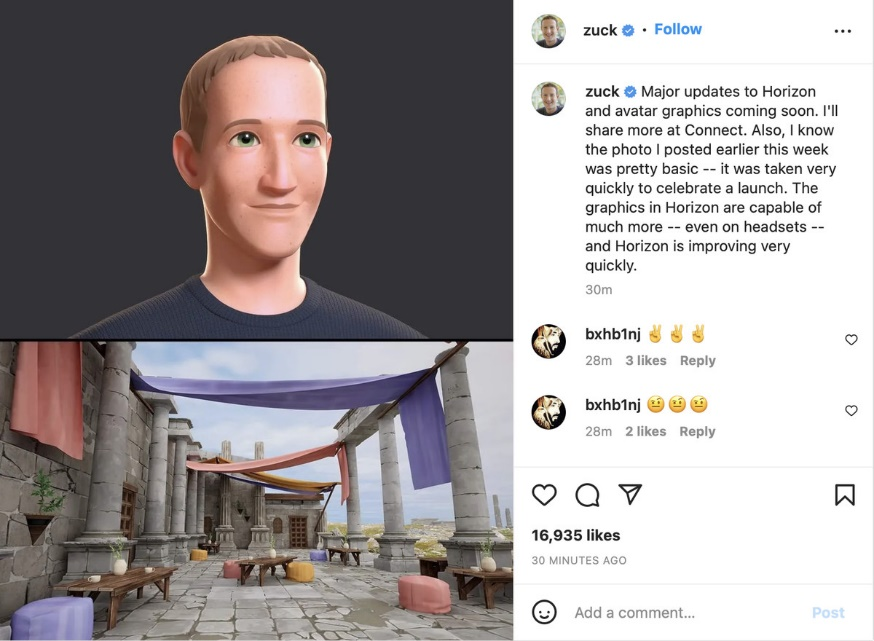 zuck • Follow
zuck Major updates to Horizon
and avatar graphics coming soon. I'll
share more at Connect. Also, I know
the photo I posted earlier this week
was pretty basic -- it was taken very
quickly to celebrate a launch. The
graphics in Horizon are capable of
much more -- even on headsets --
and Horizon is improving very
quickly.
30m
bxhb1nj ✌️ ✌️ ✌️
28m 3 likes Reply
bxhb1nj 🤨🤨🤨
28m 2 likes Reply
16,935 likes
30 MINUTES AGO
Add a comment... Post